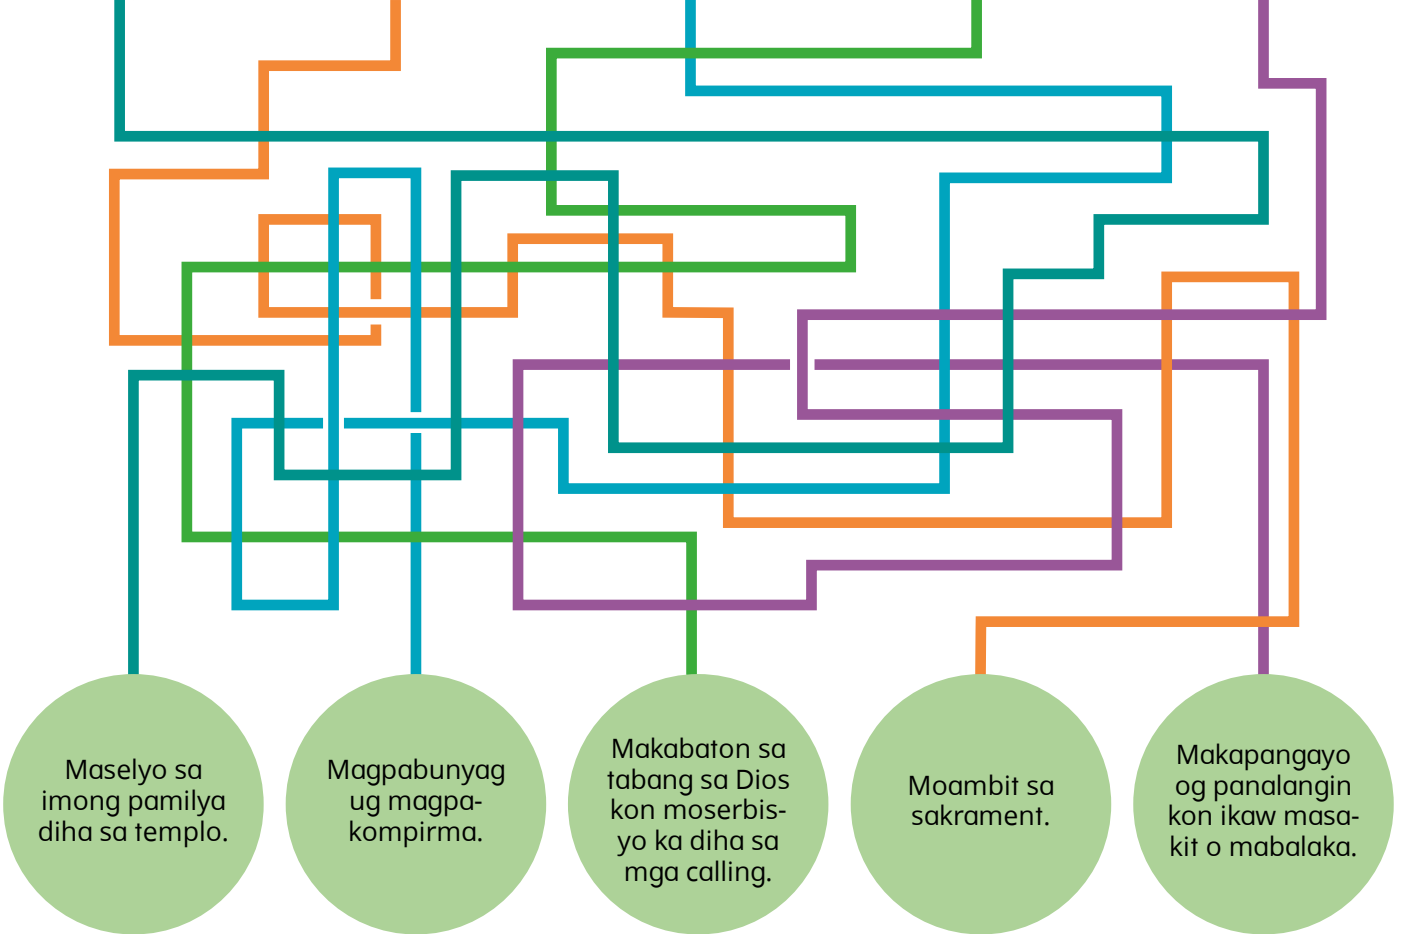 Maselyo sa
imong pamilya
diha sa templo.
Magpabunyag
ug magpa-
kompirma.
Makabaton sa
tabang sa Dios
kon moserbis-
yo ka diha sa
mga calling.
Moambit sa
sakrament.
Makapangayo
og panalangin
kon ikaw masa-
kit o mabalaka.